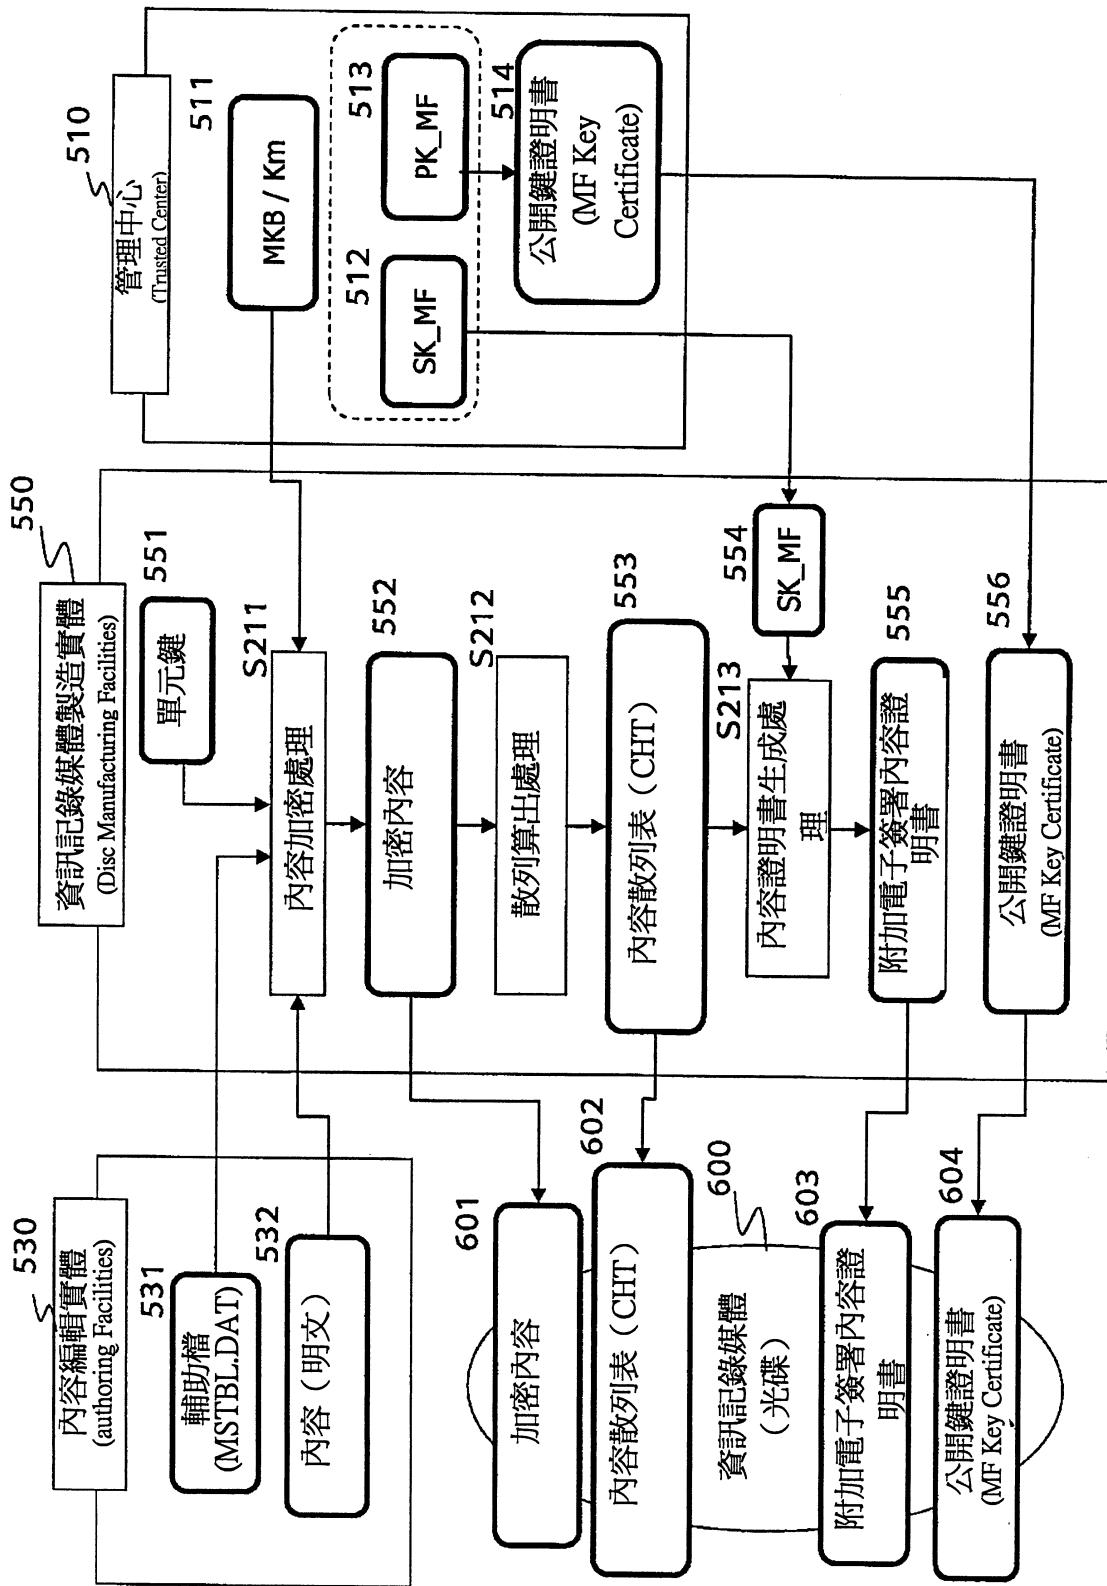 530
內容編輯實體
(authoring Facilities)
531
輔助檔
(MSTBL.DAT)
532
內容（明文）
550
資訊記錄媒體製造實體
(Disc Manufacturing Facilities)
551
單元鍵
S211
內容加密處理
552
加密內容
S212
散列算出處理
553
內容散列表（CHT）
S213
內容證明書生成處
理
554
SK_MF
555
附加電子簽署內容證
明書
556
公開鍵證明書
(MF Key Certificate)
510
管理中心
(Trusted Center)
511
MKB / Km
512
SK_MF
513
PK_MF
514
公開鍵證明書
(MF Key
Certificate)
601
加密內容
602
內容散列表（CHT）
600
資訊記錄媒體
（光碟）
603
附加電子簽署內容證
明書
604
公開鍵證明書
(MF Key Certificate)